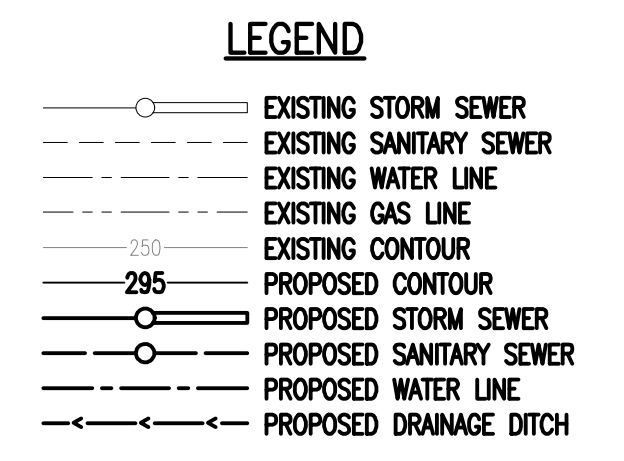 LEGEND
EXISTING STORM SEWER
EXISTING SANITARY SEWER
EXISTING WATER LINE
EXISTING GAS LINE
250 EXISTING CONTOUR
295 PROPOSED CONTOUR
PROPOSED STORM SEWER
PROPOSED SANITARY SEWER
PROPOSED WATER LINE
PROPOSED DRAINAGE DITCH